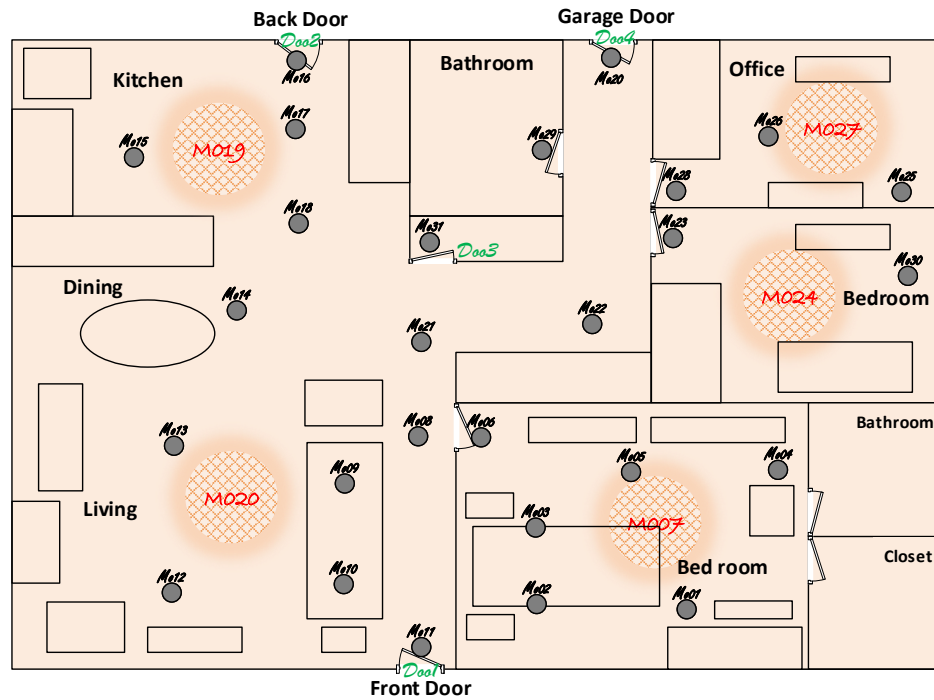 Back Door
Garage Door
Doo2
Doo4
Mo16
Mo20
Kitchen
Bathroom
Office
Mo17
Mo26
M027
Mo15
M019
Mo29
Mo28
Mo25
Mo18
Mo31
Doo3
Mo23
Mo30
Dining
Mo14
M024
Bedroom
Mo21
Mo22
Mo08
Mo06
Bathroom
Mo13
Mo05
Mo04
Mo09
Living
M020
Mo03
M007
Mo10
Closet
Bed room
Mo12
Mo02
Mo01
Mo11
Doo1
Front Door